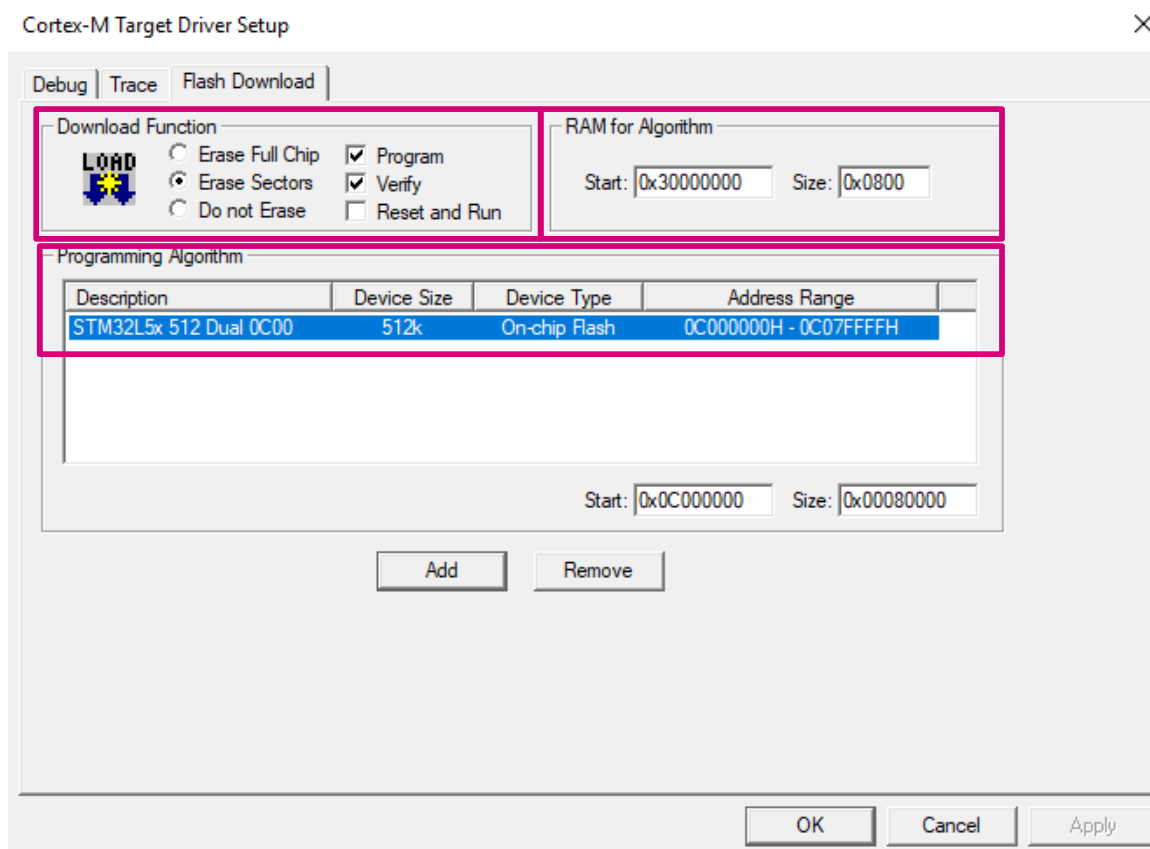 Cortex-M Target Driver Setup
Debug Trace Flash Download
Download Function
LOAD
Erase Full Chip
Erase Sectors
Do not Erase
Program
Verify
Reset and Run
RAM for Algorithm
Start: 0x30000000 Size: 0x0800
Programming Algorithm
Description Device Size Device Type Address Range
STM32L5x 512 Dual 0C00 512k On-chip Flash 0C000000H - 0C07FFFFH
Start: 0x0C000000 Size: 0x00080000
Add Remove
OK Cancel Apply